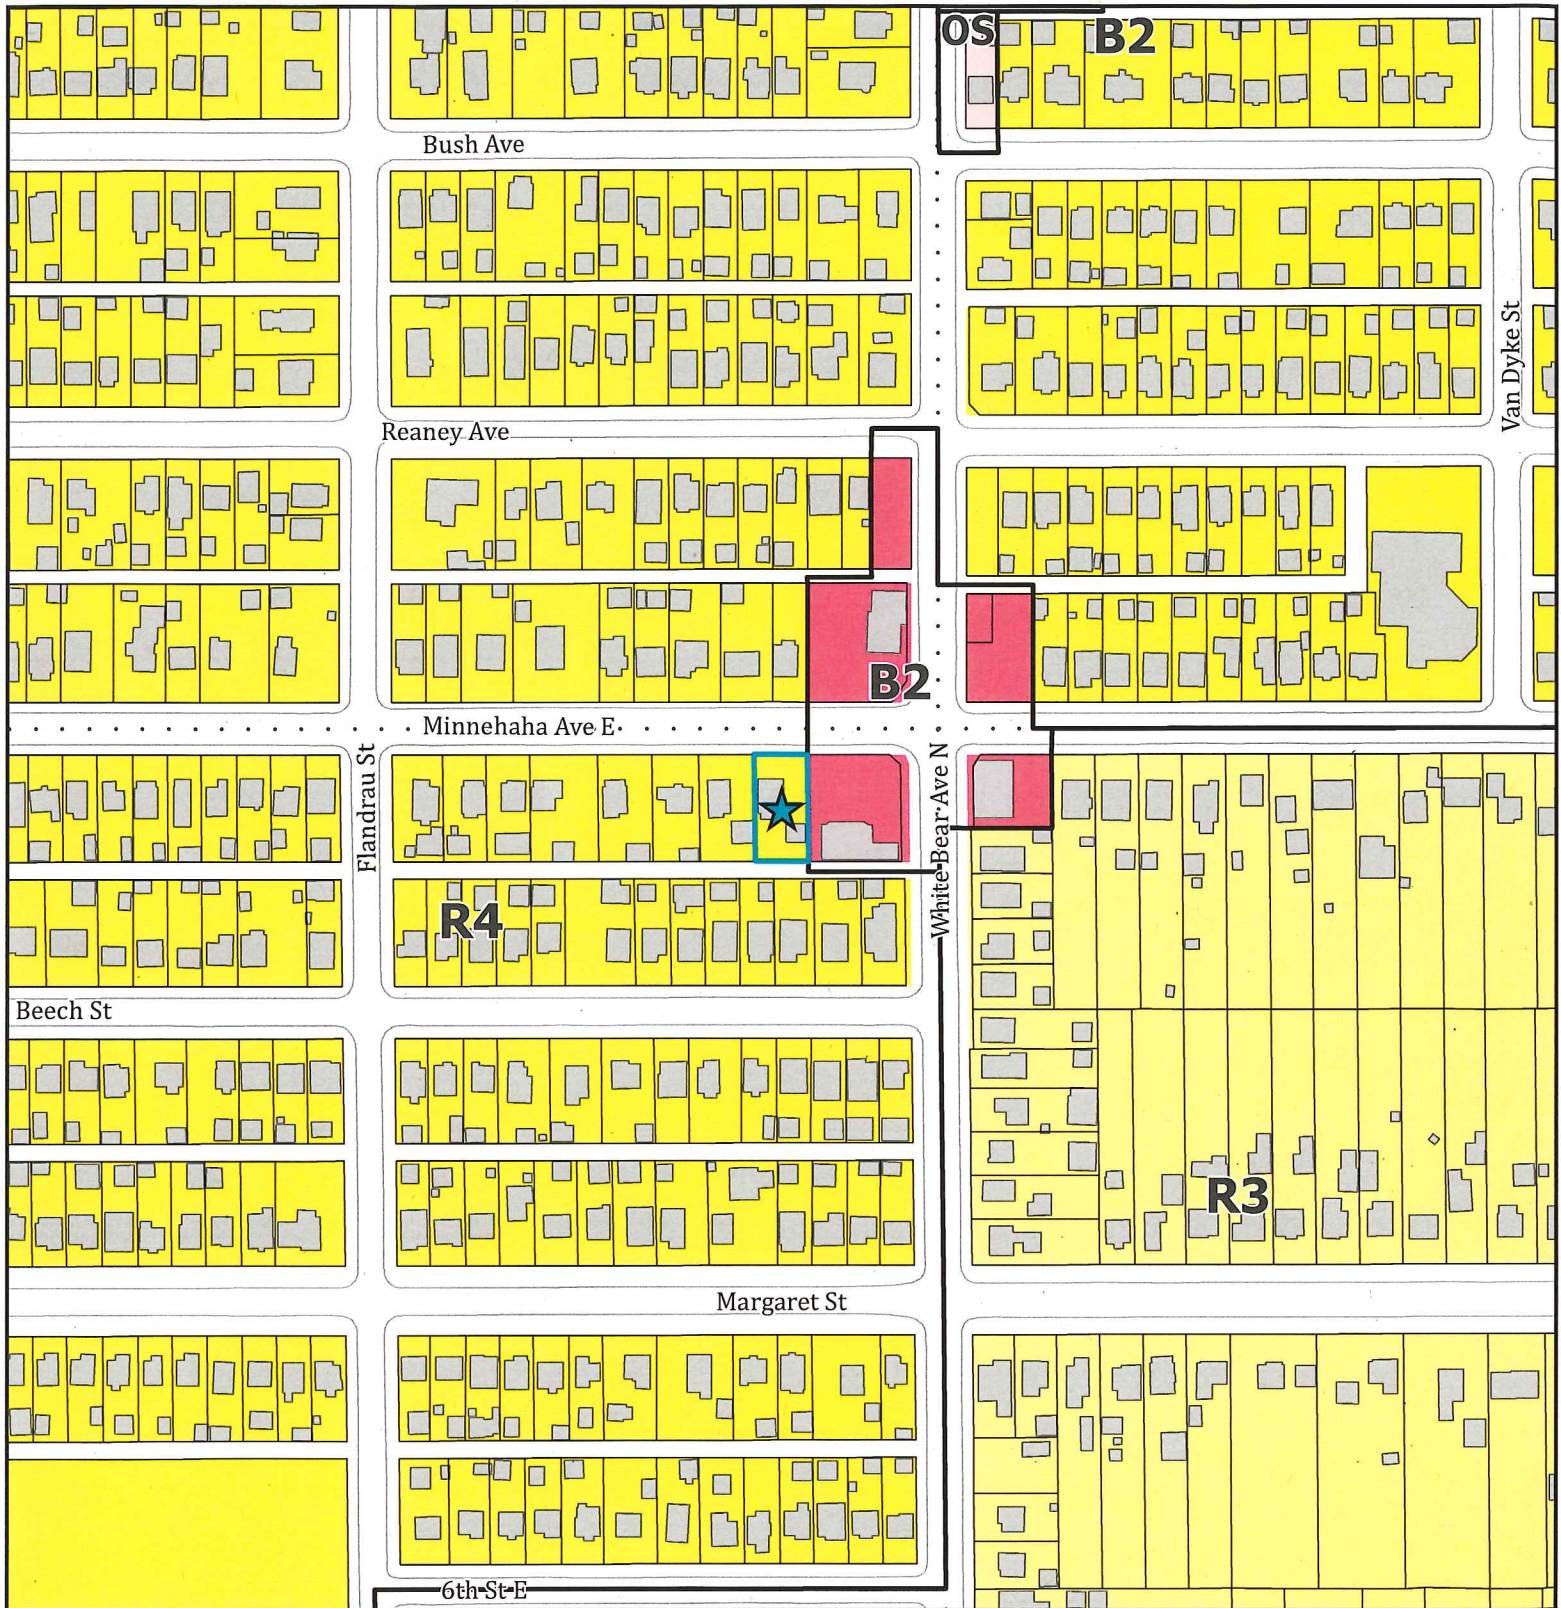 OS
B2
Bush Ave
Van Dyke St
Reaney Ave
B2
Minnehaha Ave E
Flandrau St
White Bear Ave N
R4
Beech St
R3
Margaret St
6th St E